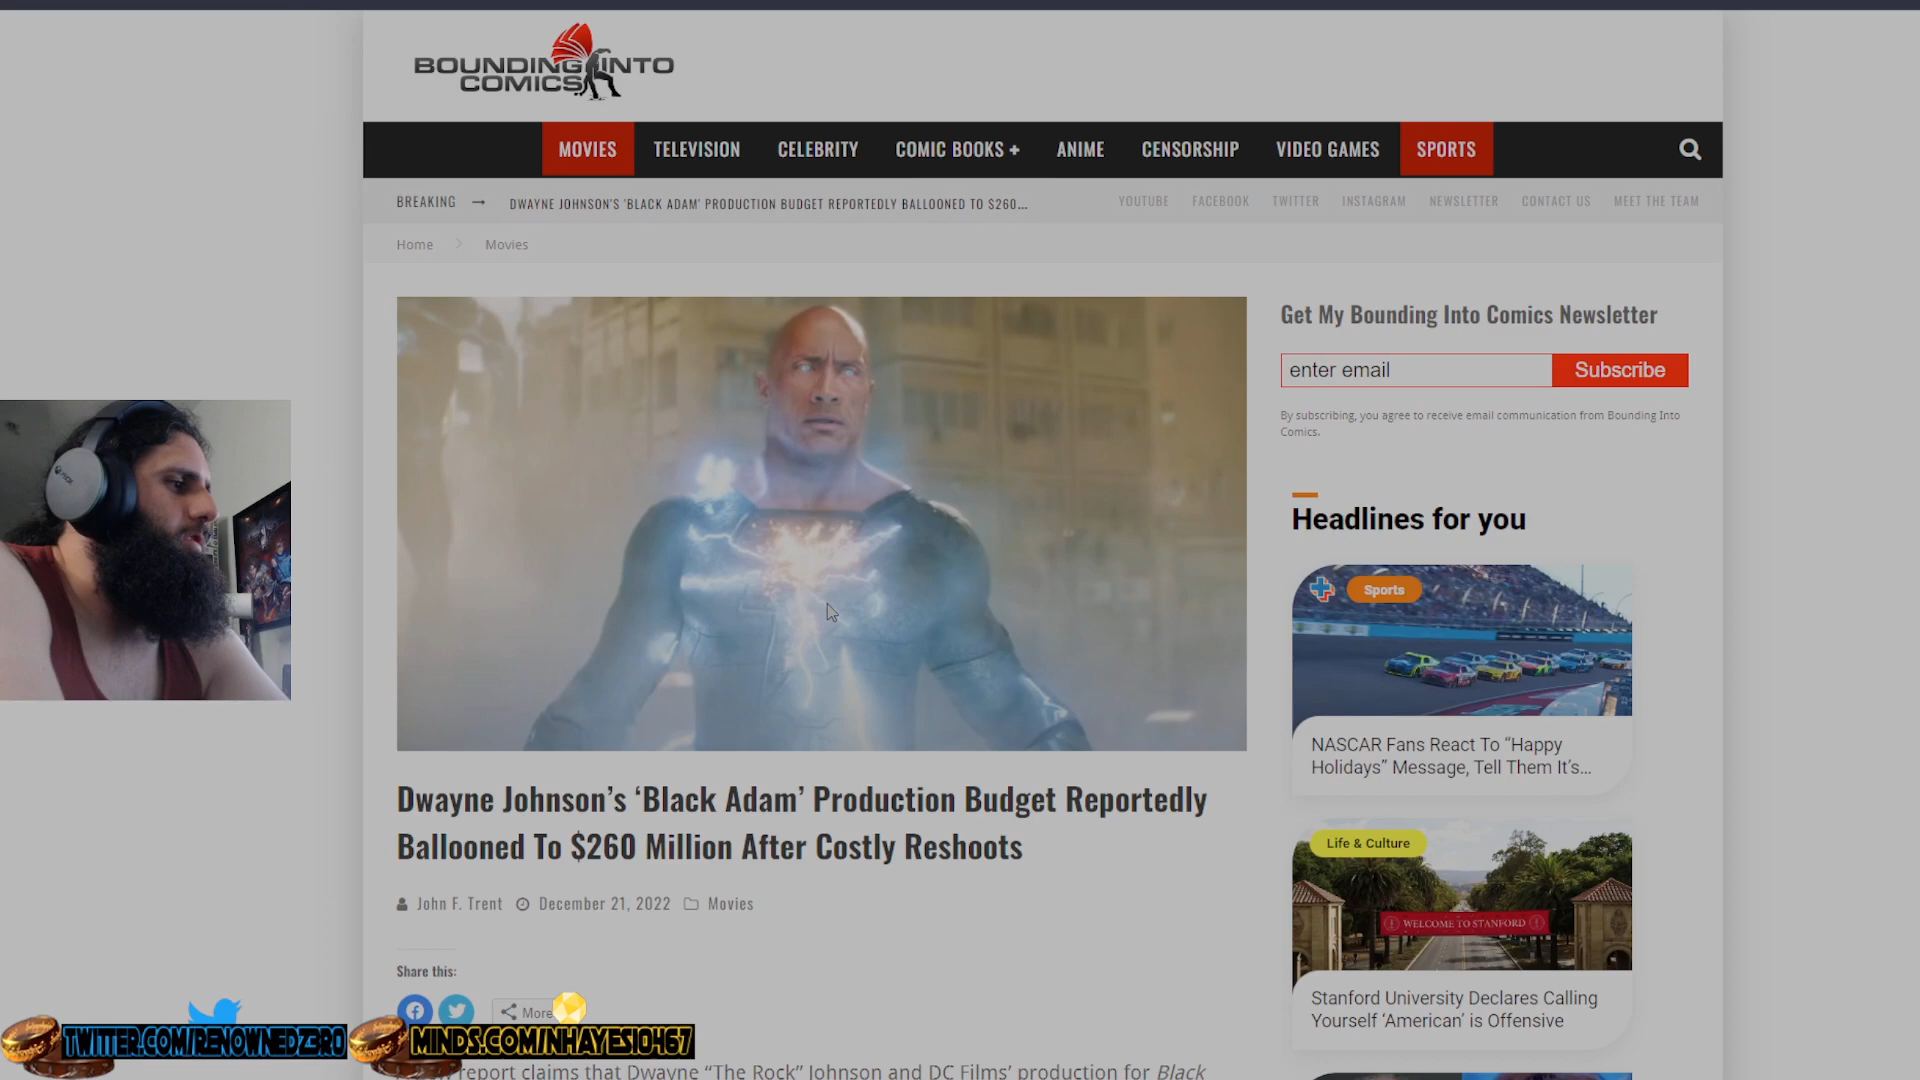 BOUNDING INTO
COMICS
MOVIES TELEVISION CELEBRITY COMIC BOOKS + ANIME CENSORSHIP VIDEO GAMES SPORTS
BREAKING → DWAYNE JOHNSON'S 'BLACK ADAM' PRODUCTION BUDGET REPORTEDLY BALLOONED TO $260... YOUTUBE FACEBOOK TWITTER INSTAGRAM NEWSLETTER CONTACT US MEET THE TEAM
Home > Movies
Get My Bounding Into Comics Newsletter
enter email Subscribe
By subscribing, you agree to receive email communication from Bounding Into
Comics.
Headlines for you
Sports
NASCAR Fans React To “Happy
Holidays” Message, Tell Them It’s...
Life & Culture
WELCOME TO STANFORD
Stanford University Declares Calling
Yourself ‘American’ is Offensive
Dwayne Johnson’s ‘Black Adam’ Production Budget Reportedly
Ballooned To $260 Million After Costly Reshoots
John F. Trent December 21, 2022 Movies
Share this:
More
TWITTER.COM/RENOWNEDZ3R0 MINDS.COM/NHAYES10467
report claims that Dwayne “The Rock” Johnson and DC Films’ production for Black